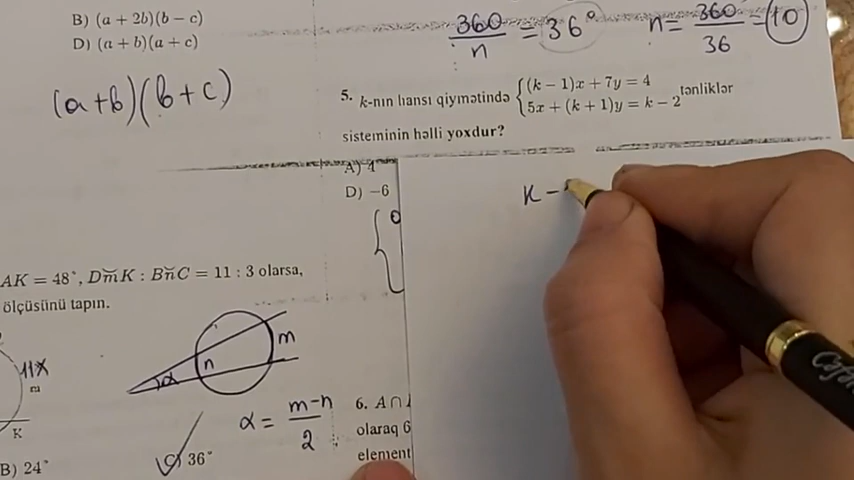 B) (a + 2b)(b − c)
D) (a + b)(a + c)
(a+b)(b+c)
360/n = 36°
n = 360/36 = 10
5. k-nın hansı qiymətində {(k − 1)x + 7y = 4
5x + (k + 1)y = k − 2 tənliklər
sisteminin həlli yoxdur?
A) 4
D) −6
{0
k −
AK = 48°, DmK : BnC = 11 : 3 olarsa,
ölçüsünü tapın.
11x
m
K
α
n
m
α = m−n/2
B) 24°
C) 36°
6. A ∩
olaraq 6
element